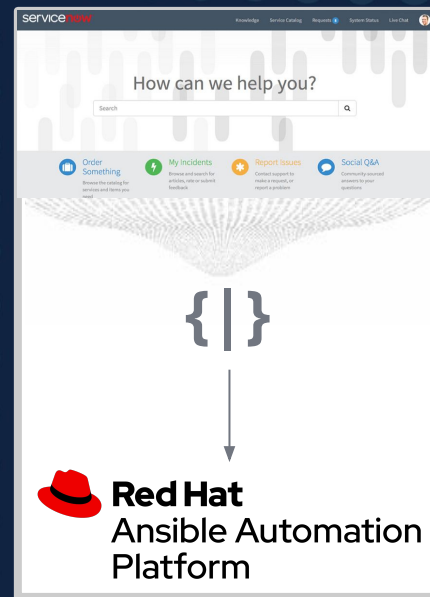 servicenow
Knowledge Service Catalog Requests System Status Live Chat
How can we help you?
Search
Order Something
Browse the catalog for
services and items you
need
My Incidents
Browse and search for
articles, rate or submit
feedback
Report Issues
Contact support to
make a request, or
report a problem
Social Q&A
Community sourced
answers to your
questions
{|}
Red Hat
Ansible Automation
Platform